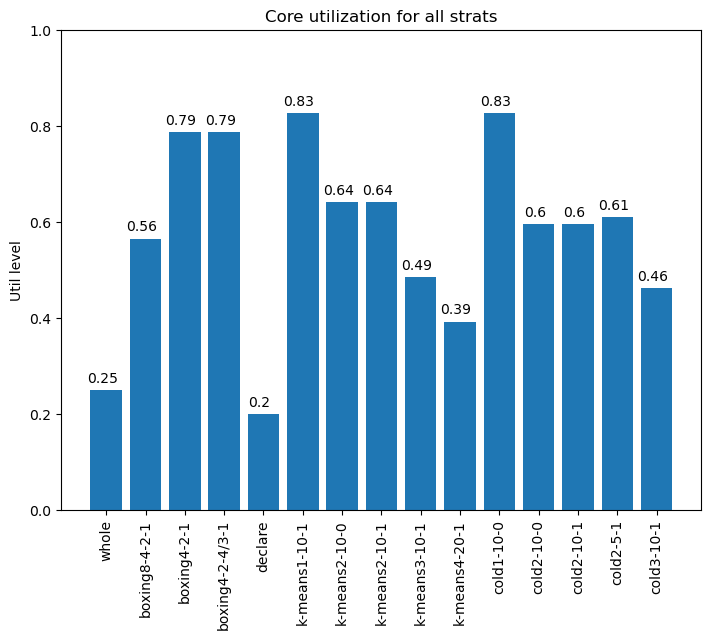 Core utilization for all strats
Util level
1.0
0.8
0.6
0.4
0.2
0.0
0.25
0.56
0.79
0.79
0.2
0.83
0.64
0.64
0.49
0.39
0.83
0.6
0.6
0.61
0.46
whole
boxing8-4-2-1
boxing4-2-1
boxing4-2-4/3-1
declare
k-means1-10-1
k-means2-10-0
k-means2-10-1
k-means3-10-1
k-means4-20-1
cold1-10-0
cold2-10-0
cold2-10-1
cold2-5-1
cold3-10-1